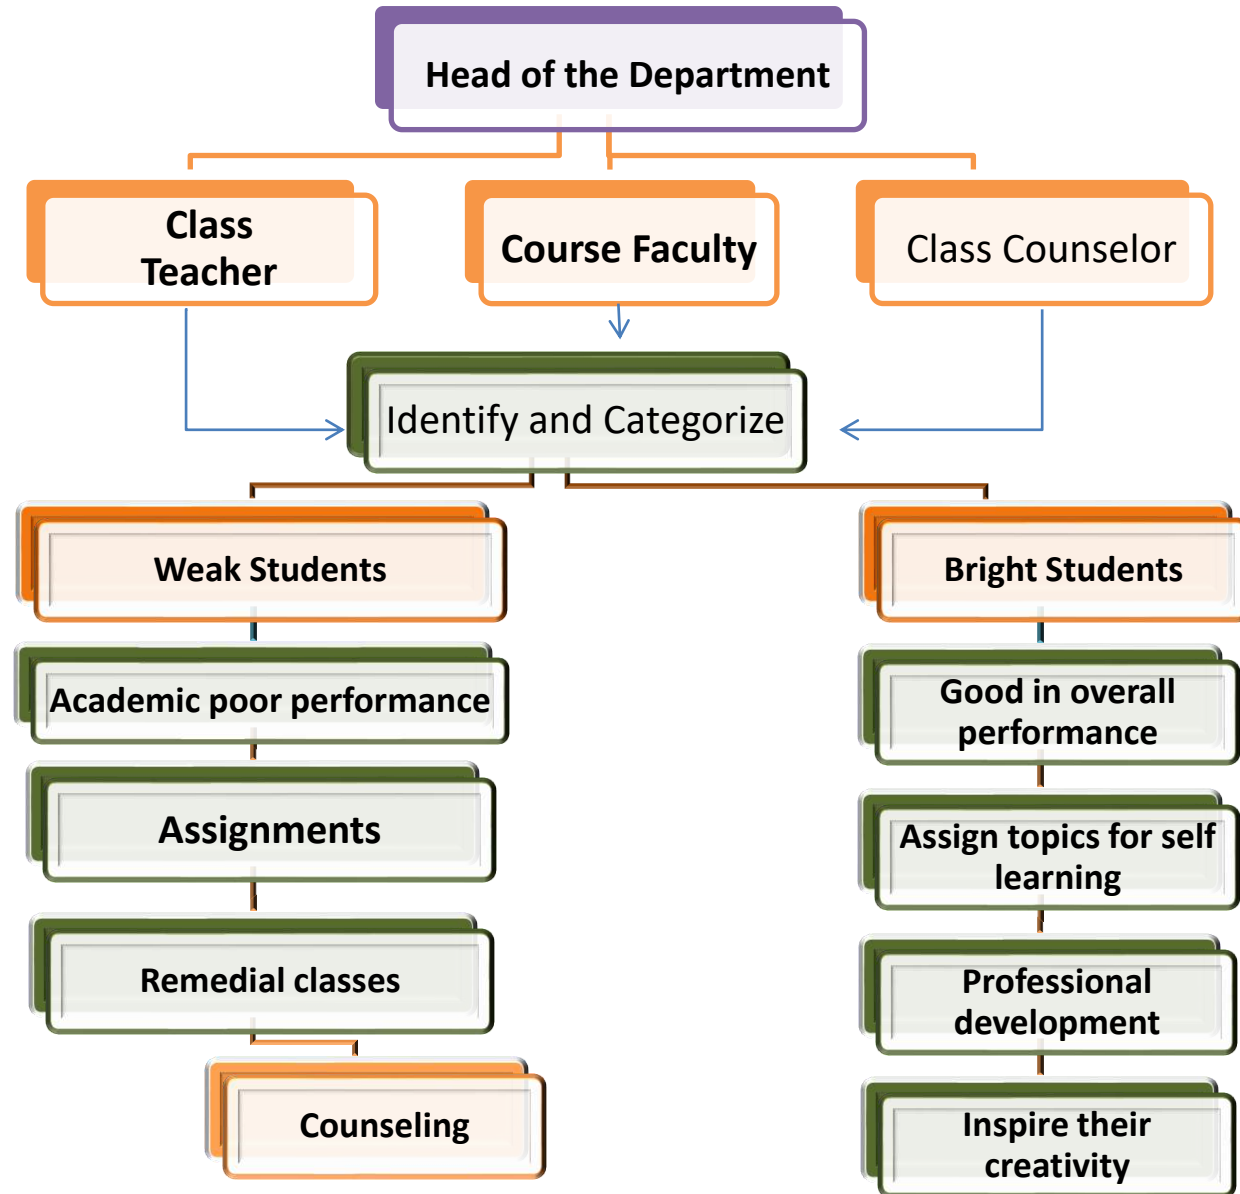 Head of the Department
Class
Teacher
Course Faculty
Class Counselor
Identify and Categorize
Weak Students
Bright Students
Academic poor performance
Good in overall
performance
Assignments
Assign topics for self
learning
Remedial classes
Professional
development
Counseling
Inspire their
creativity